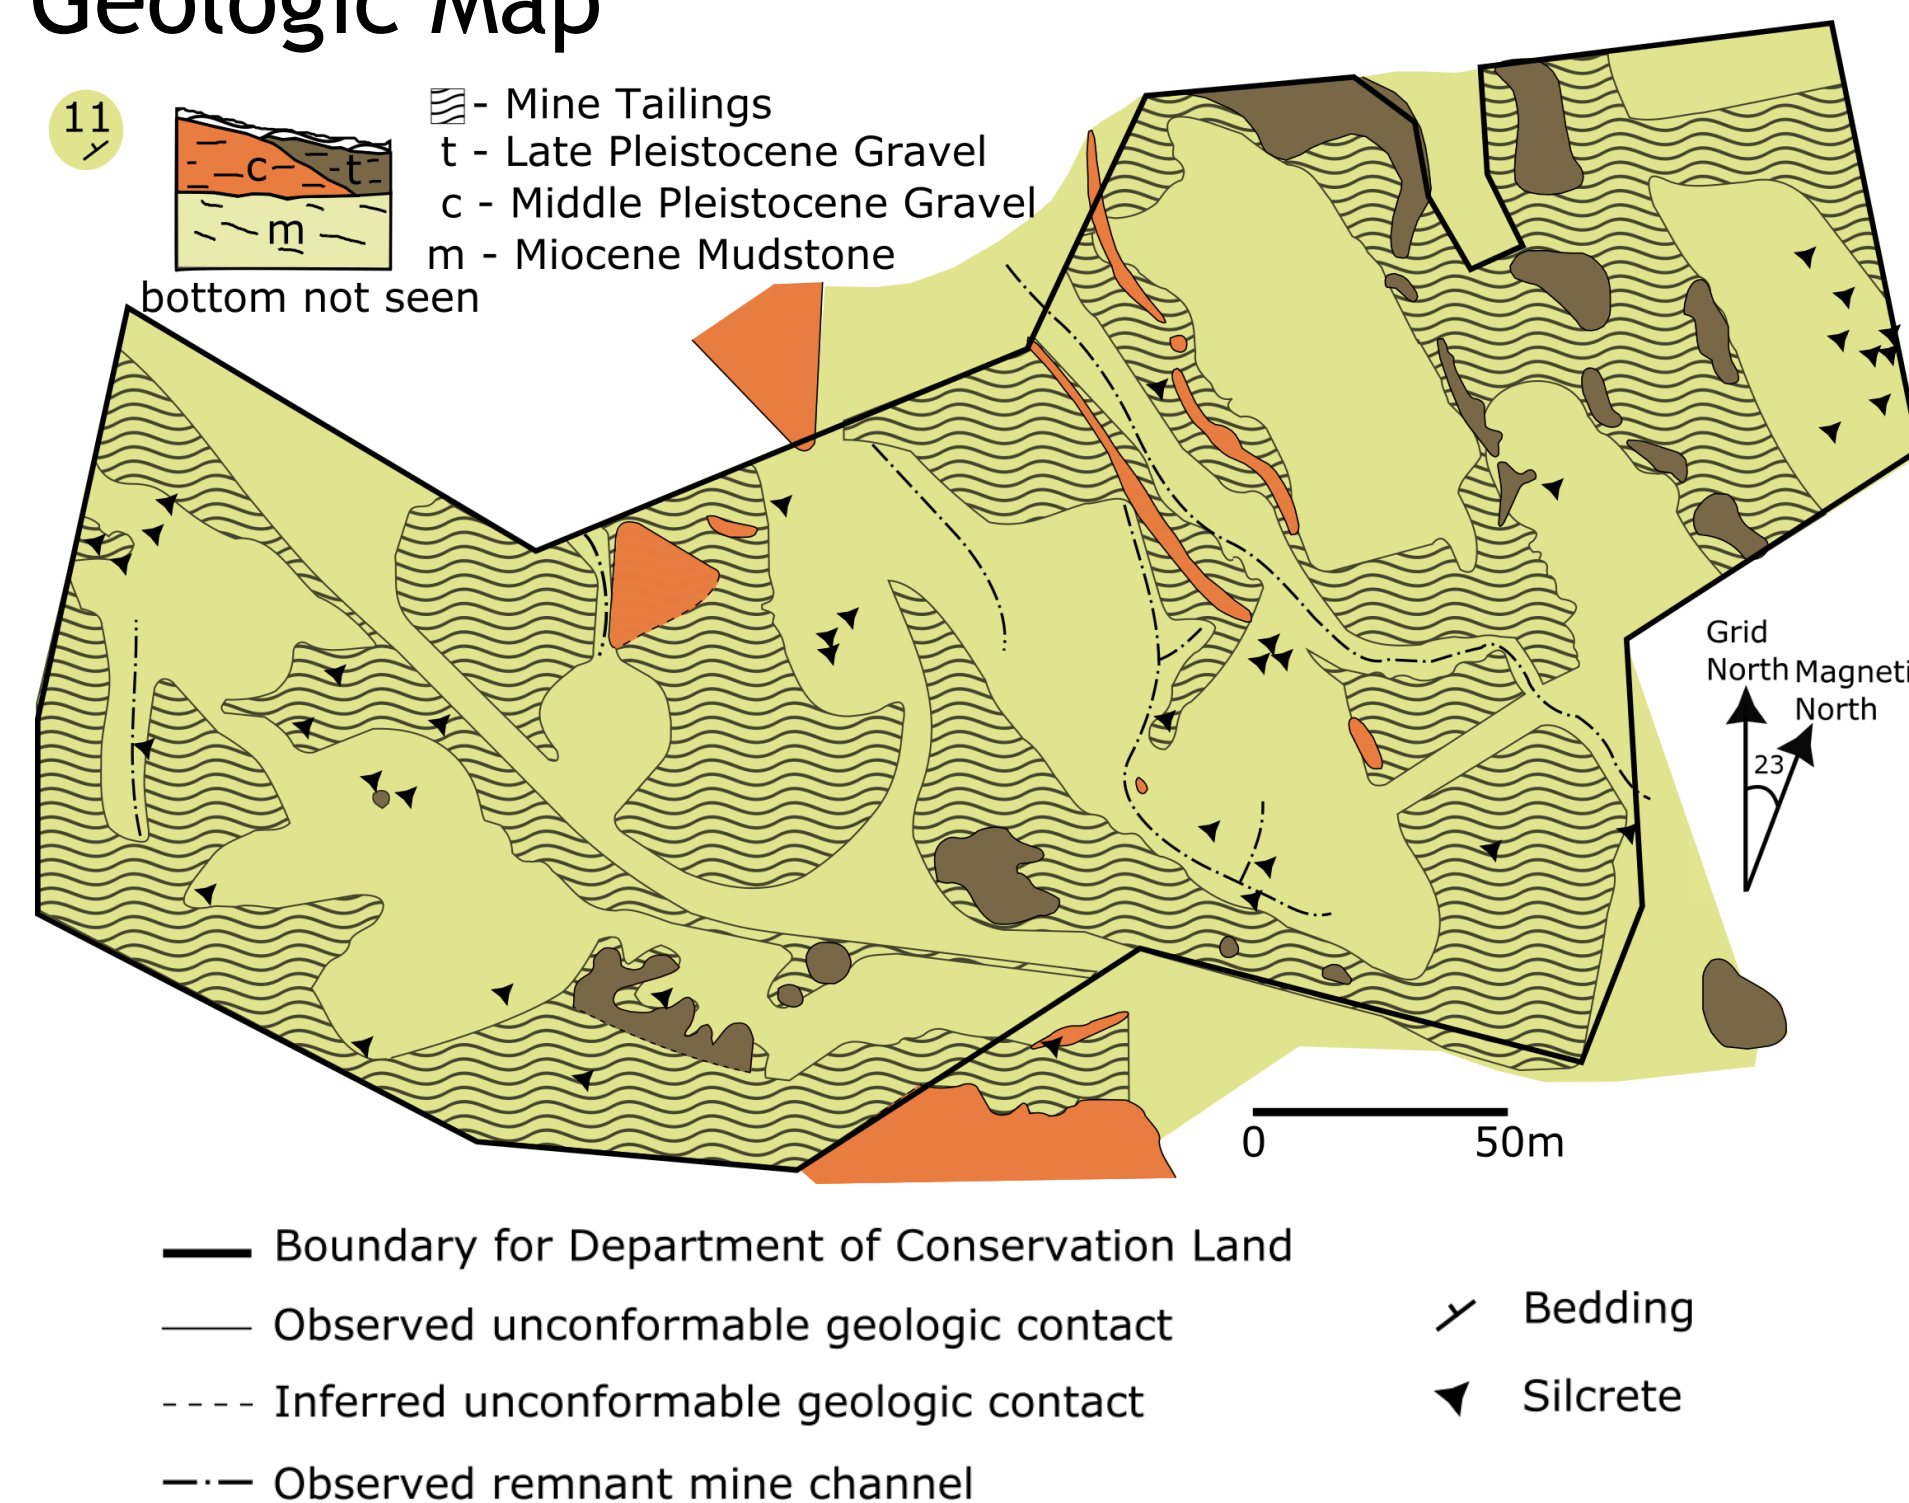 Geologic Map
11
- Mine Tailings
t - Late Pleistocene Gravel
c - Middle Pleistocene Gravel
m - Miocene Mudstone
c
t
m
bottom not seen
Grid
North
Magneti
North
23
0 50m
Boundary for Department of Conservation Land
Observed unconformable geologic contact
Inferred unconformable geologic contact
Observed remnant mine channel
Bedding
Silcrete